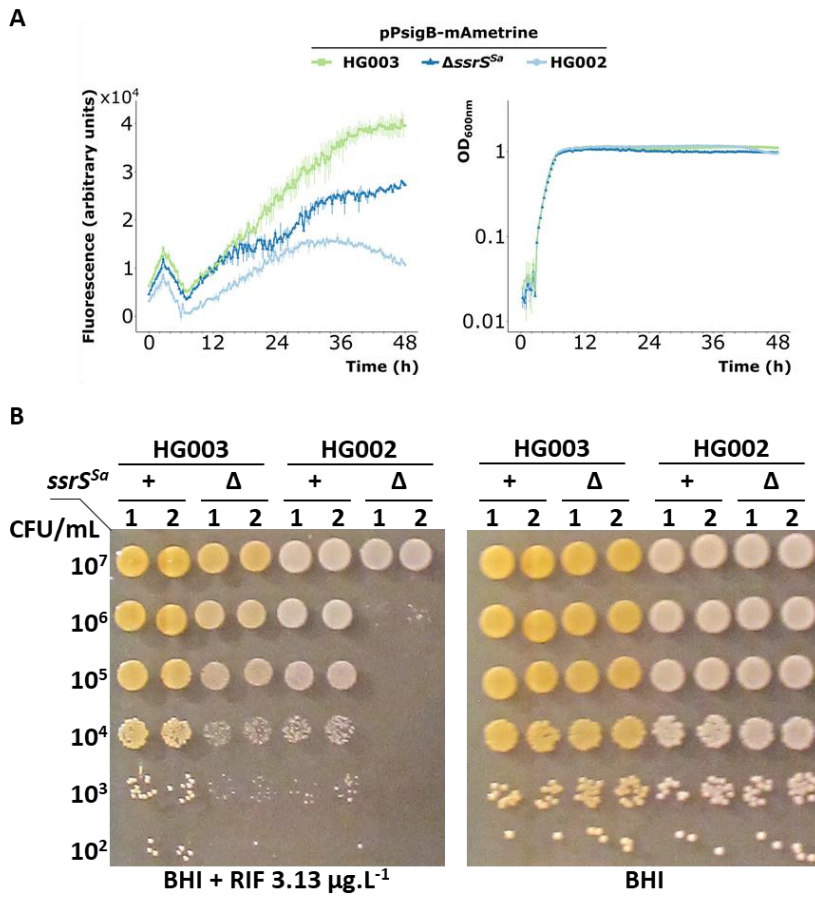 A
pPsigB-mAmetrine
HG003 ΔssrS^Sa HG002
x10^4
4
3
2
1
0
Fluorescence (arbitrary units)
0 12 24 36 48
Time (h)
OD600nm
1
0.1
0.01
0 12 24 36 48
Time (h)
B
HG003 HG002 HG003 HG002
ssrS^Sa + Δ + Δ + Δ + Δ
CFU/mL 1 2 1 2 1 2 1 2 1 2 1 2 1 2 1 2
10^7
10^6
10^5
10^4
10^3
10^2
BHI + RIF 3.13 µg.L^-1 BHI